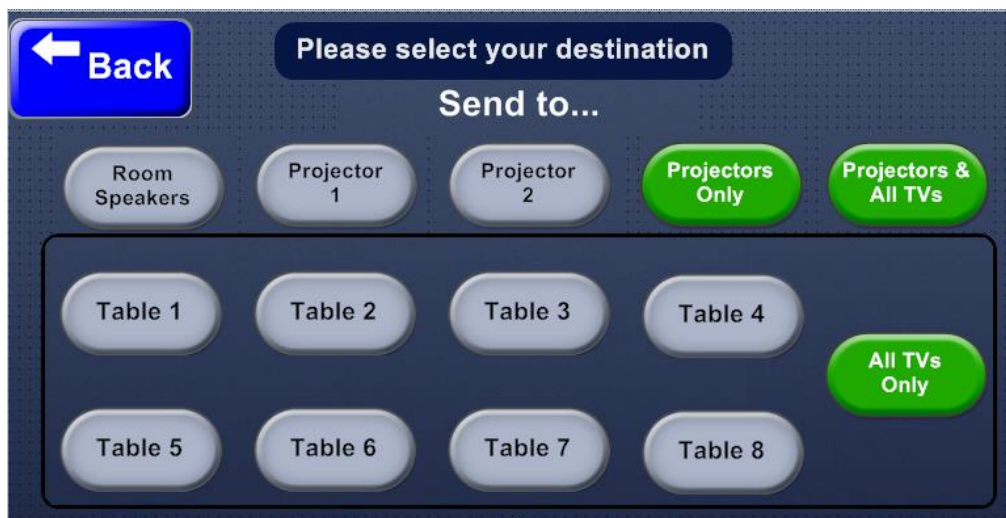 Back
Please select your destination
Send to...
Room
Speakers
Projector
1
Projector
2
Projectors
Only
Projectors &
All TVs
Table 1
Table 2
Table 3
Table 4
All TVs
Only
Table 5
Table 6
Table 7
Table 8